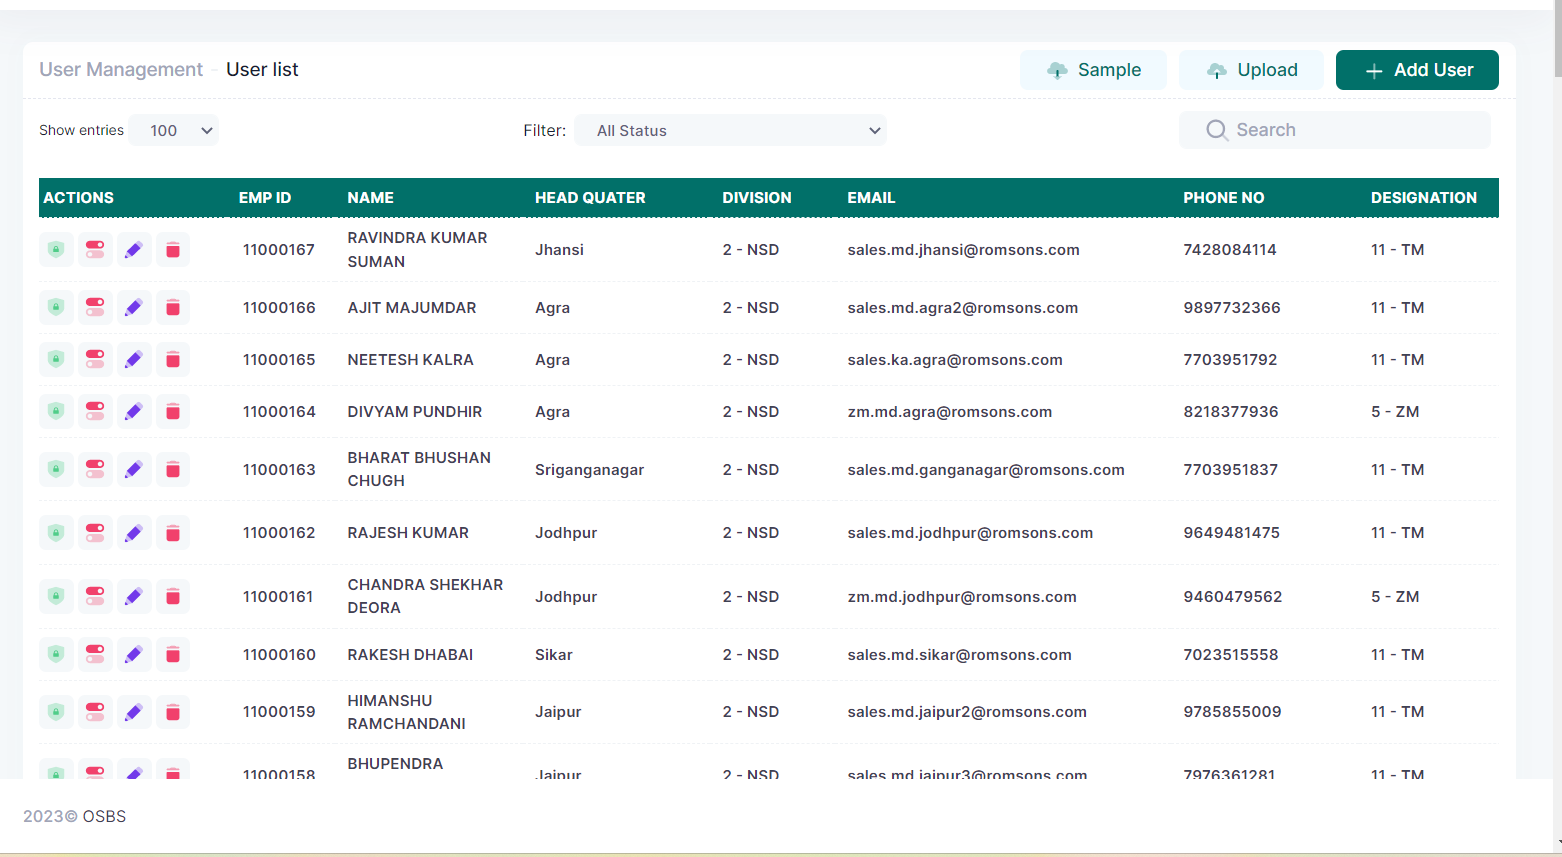 User Management - User list
Sample
Upload
Add User
Show entries 100
Filter: All Status
Search
ACTIONS EMP ID NAME HEAD QUATER DIVISION EMAIL PHONE NO DESIGNATION
11000167 RAVINDRA KUMAR SUMAN Jhansi 2 - NSD sales.md.jhansi@romsons.com 7428084114 11 - TM
11000166 AJIT MAJUMDAR Agra 2 - NSD sales.md.agra2@romsons.com 9897732366 11 - TM
11000165 NEETESH KALRA Agra 2 - NSD sales.ka.agra@romsons.com 7703951792 11 - TM
11000164 DIVYAM PUNDHIR Agra 2 - NSD zm.md.agra@romsons.com 8218377936 5 - ZM
11000163 BHARAT BHUSHAN CHUGH Sriganganagar 2 - NSD sales.md.ganganagar@romsons.com 7703951837 11 - TM
11000162 RAJESH KUMAR Jodhpur 2 - NSD sales.md.jodhpur@romsons.com 9649481475 11 - TM
11000161 CHANDRA SHEKHAR DEORA Jodhpur 2 - NSD zm.md.jodhpur@romsons.com 9460479562 5 - ZM
11000160 RAKESH DHABAI Sikar 2 - NSD sales.md.sikar@romsons.com 7023515558 11 - TM
11000159 HIMANSHU RAMCHANDANI Jaipur 2 - NSD sales.md.jaipur2@romsons.com 9785855009 11 - TM
11000158 BHUPENDRA Jaipur 2 - NSD sales.md.jaipur3@romsons.com 7976361281 11 - TM
2023© OSBS